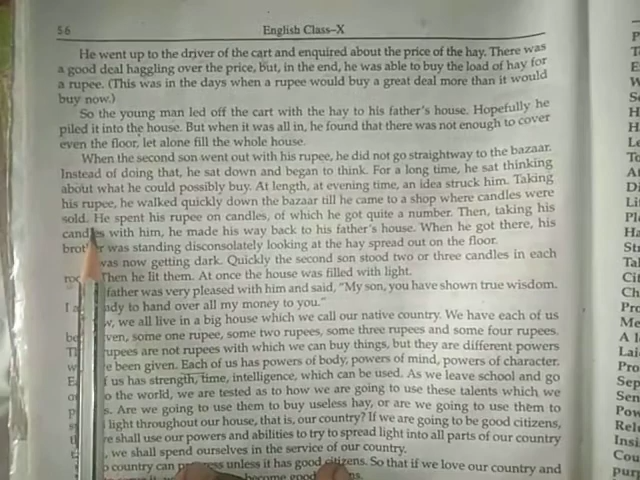 56
English Class–X
He went up to the driver of the cart and enquired about the price of the hay. There was
a good deal haggling over the price, but, in the end, he was able to buy the load of hay for
a rupee. (This was in the days when a rupee would buy a great deal more than it would
buy now.)
So the young man led off the cart with the hay to his father's house. Hopefully he
piled it into the house. But when it was all in, he found that there was not enough to cover
even the floor, let alone fill the whole house.
When the second son went out with his rupee, he did not go straightway to the bazaar.
Instead of doing that, he sat down and began to think. For a long time, he sat thinking
about what he could possibly buy. At length, at evening time, an idea struck him. Taking
his rupee, he walked quickly down the bazaar till he came to a shop where candles were
sold. He spent his rupee on candles, of which he got quite a number. Then, taking his
candles with him, he made his way back to his father's house. When he got there, his
brother was standing disconsolately looking at the hay spread out on the floor.
was now getting dark. Quickly the second son stood two or three candles in each
Then he lit them. At once the house was filled with light.
father was very pleased with him and said, "My son, you have shown true wisdom.
I a ady to hand over all my money to you."
w, we all live in a big house which we call our native country. We have each of us
be ven, some one rupee, some two rupees, some three rupees and some four rupees.
rupees are not rupees with which we can buy things, but they are different powers
w e been given. Each of us has powers of body, powers of mind, powers of character.
f us has strength, time, intelligence, which can be used. As we leave school and go
o the world, we are tested as to how we are going to use these talents which we
s. Are we going to use them to buy useless hay, or are we going to use them to
light throughout our house, that is, our country? If we are going to be good citizens,
e shall use our powers and abilities to try to spread light into all parts of our country
, we shall spend ourselves in the service of our country.
o country can progress unless it has good citizens. So that if we love our country and
become good